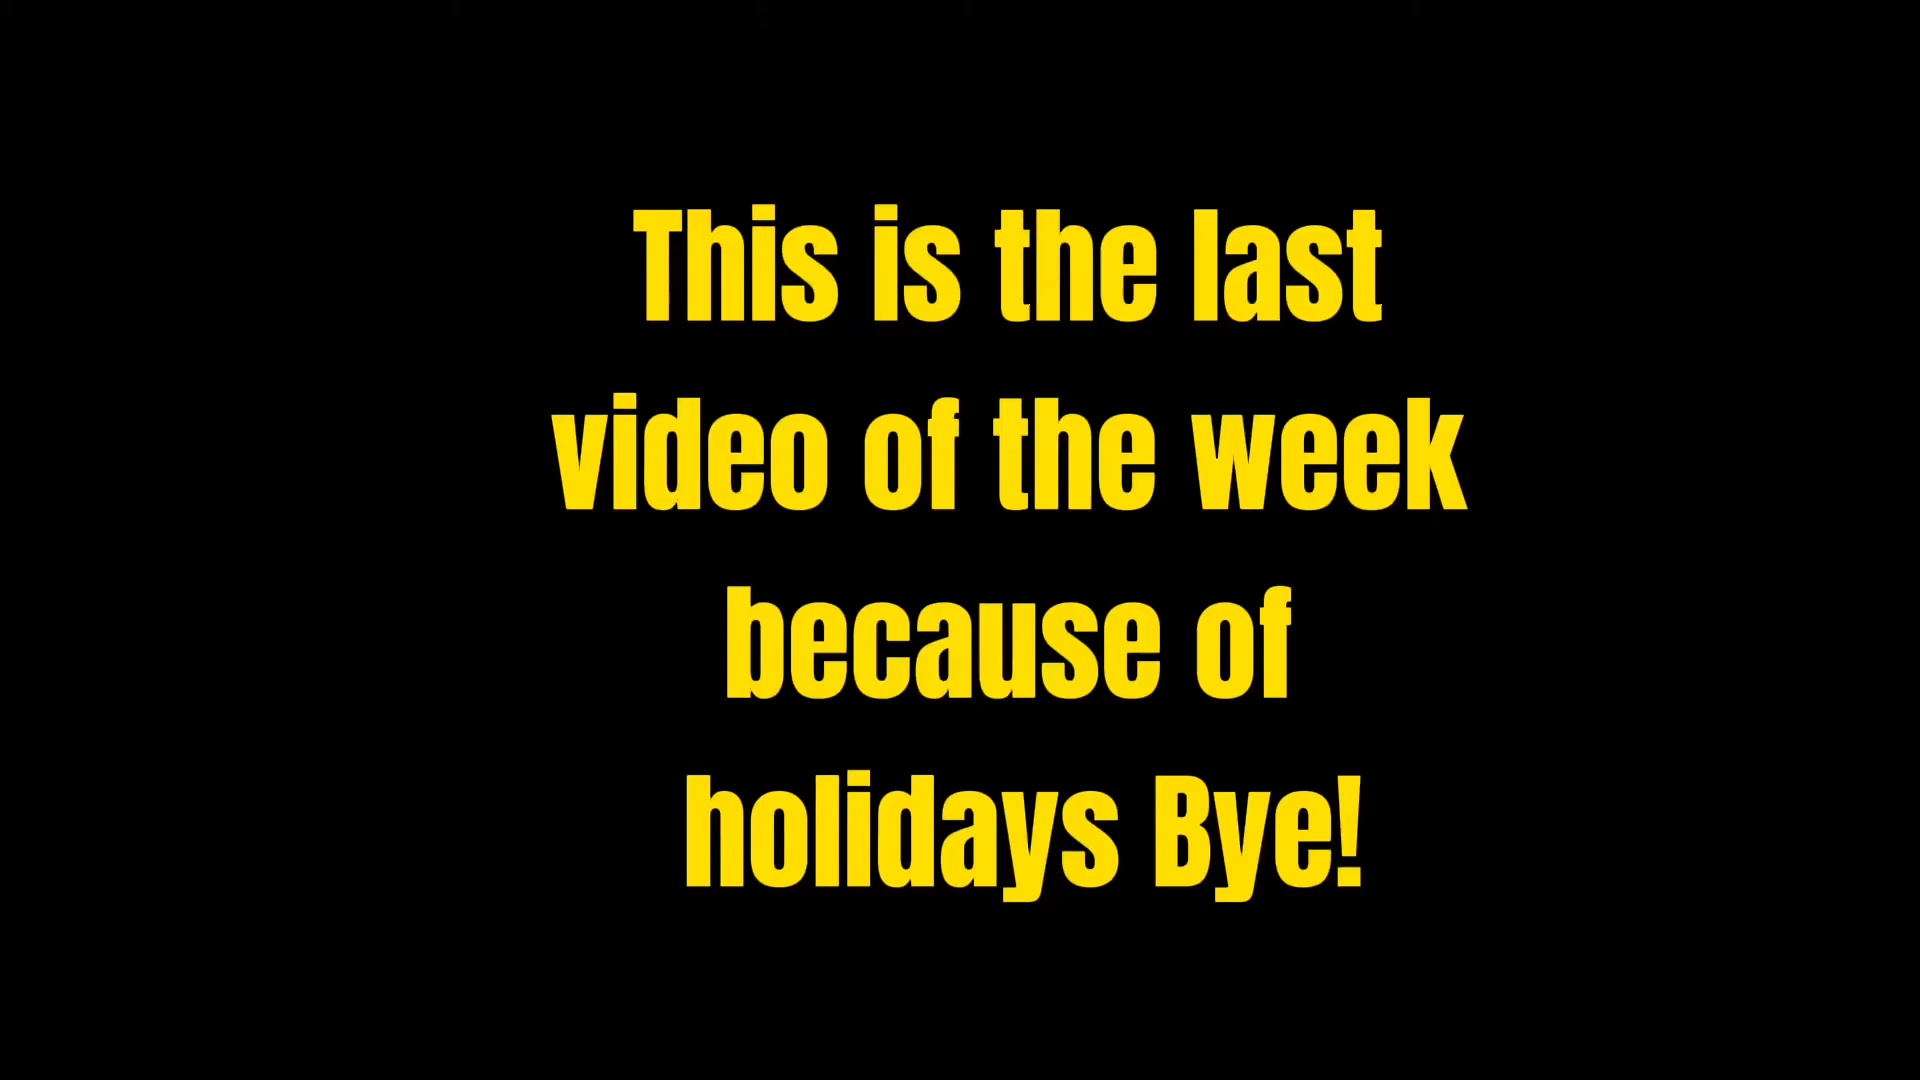 This is the last
video of the week
because of
holidays Bye!